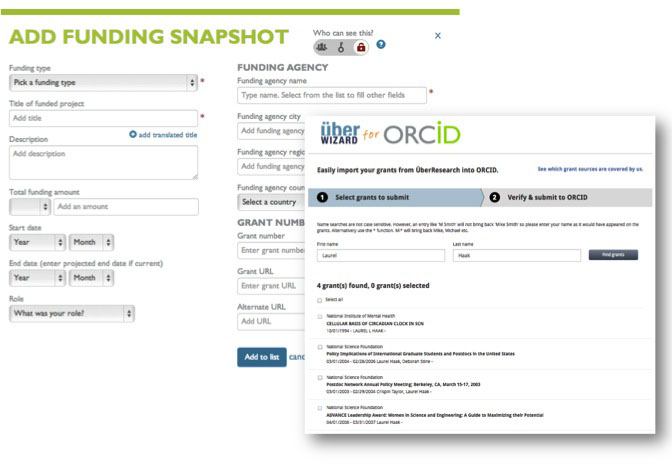 ADD FUNDING SNAPSHOT
Who can see this?
x
Funding type
Pick a funding type
*
Title of funded project
Add title
*
Description
add translated title
Add description
Total funding amount
Add an amount
Start date
Year
Month
End date (enter projected end date if current)
Year
Month
Role
What was your role?
FUNDING AGENCY
Funding agency name
Type name. Select from the list to fill other fields
*
Funding agency city
Add funding agency
Funding agency regio
Add funding agency
Funding agency coun
Select a country
GRANT NUMB
Grant number
Enter grant numbe
Grant URL
Enter grant URL
Alternate URL
Add URL
Add to list
canc
über
WIZARD for ORCID
Easily import your grants from ÜberResearch into ORCID.
See which grant sources are covered by us.
1 Select grants to submit
2 Verify & submit to ORCID
Name searches are not case sensitive. However, an entry like 'M Smith' will not bring back 'Mike Smith' so please enter your name as it would have appeared on the
grants. Alternatively use the * function. Mi* will bring back Mike, Michael etc.
First name
Last name
Laurel
Haak
Find grants
4 grant(s) found, 0 grant(s) selected
Select all
National Institute of Mental Health
CELLULAR BASIS OF CIRCADIAN CLOCK IN SCN
12/01/1994 - LAUREL L HAAK -
National Science Foundation
Policy Implications of International Graduate Students and Postdocs in the United States
03/01/2004 - 02/28/2006 Laurel Haak, Deborah Stine -
National Science Foundation
Postdoc Network Annual Policy Meeting; Berkeley, CA, March 15-17, 2003
03/01/2003 - 02/29/2004 Crispin Taylor, Laurel Haak -
National Science Foundation
ADVANCE Leadership Award: Women in Science and Engineering: A Guide to Maximizing their Potential
04/01/2006 - 03/31/2007 Laurel Haak -